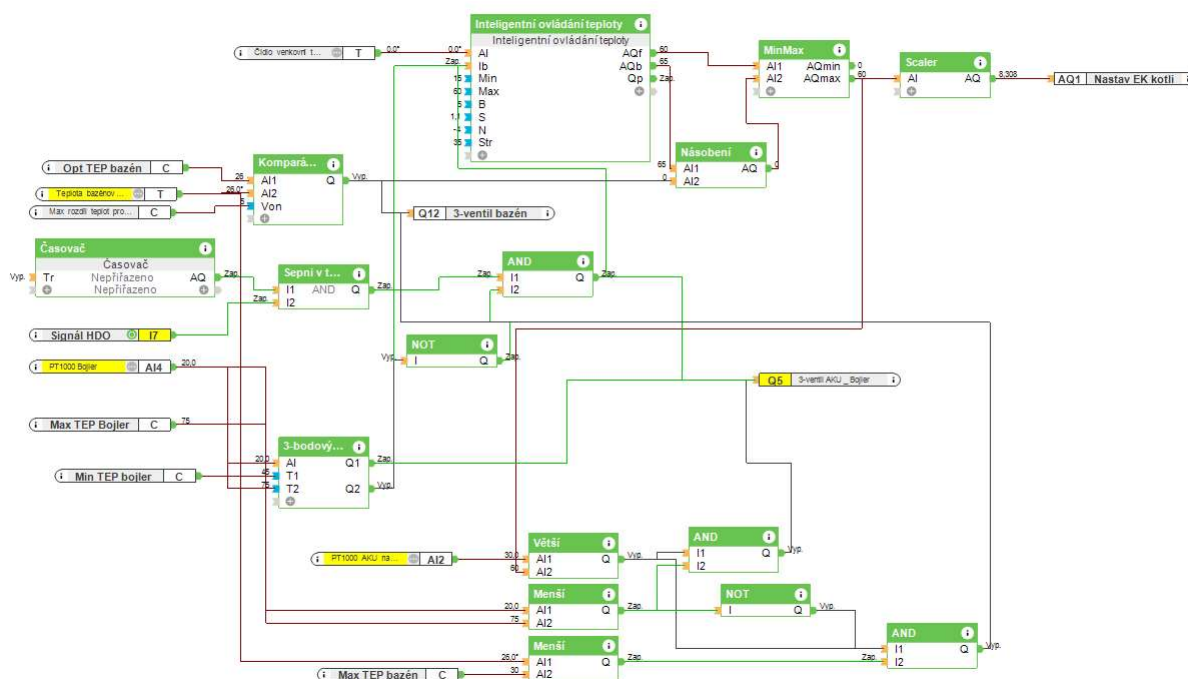 Inteligentní ovládání teploty
Inteligentní ovládání teploty
AI AQf
Ib AQb
Min Qp
Max
B
S
N
Str
0,0°
Zap.
15
60
5
1,1
-4
35
60
65
Zap.
Čidlo venkovní t... T 0,0°
MinMax
AI1 AQmin 0
AI2 AQmax 60
Scaler
AI AQ 8,308
AQ1 Nastav EK kotli
Násobení
65 AI1 AQ 0
0 AI2
Opt TEP bazén C
Teplota bazénov ... T
Max rozdíl teplot pro... C
Kompará...
26 AI1 Q Vyp.
26,0° AI2
5 Von
Q12 3-ventil bazén
Časovač
Časovač
Vyp. Tr Nepřiřazeno AQ Zap.
Nepřiřazeno
Sepni v t...
I1 AND Q Zap.
Zap. I2
AND
Zap. I1 Q Zap.
I2
Signál HDO I7
NOT
Vyp. I Q Zap.
PT1000 Bojler AI4 20,0
Q5 3-ventil AKU _ Bojler
Max TEP Bojler C 75
Min TEP bojler C
3-bodový...
20,0 AI Q1 Zap.
45 T1
75 T2 Q2 Vyp.
PT1000 AKU na... AI2
Větší
30,0 AI1 Q Vyp.
60 AI2
AND
I1 Q Vyp.
I2
Menší
20,0 AI1 Q Zap.
75 AI2
NOT
I Q Vyp.
AND
I1 Q Vyp.
Zap. I2
Menší
26,0° AI1 Q Zap.
30 AI2
Max TEP bazén C